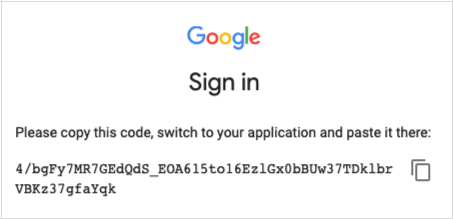 Google
Sign in
Please copy this code, switch to your application and paste it there:
4/bgFy7MR7GEdQdS_EOA615to16EzlGx0bBUw37TDklbr
VBKz37gfaYqk